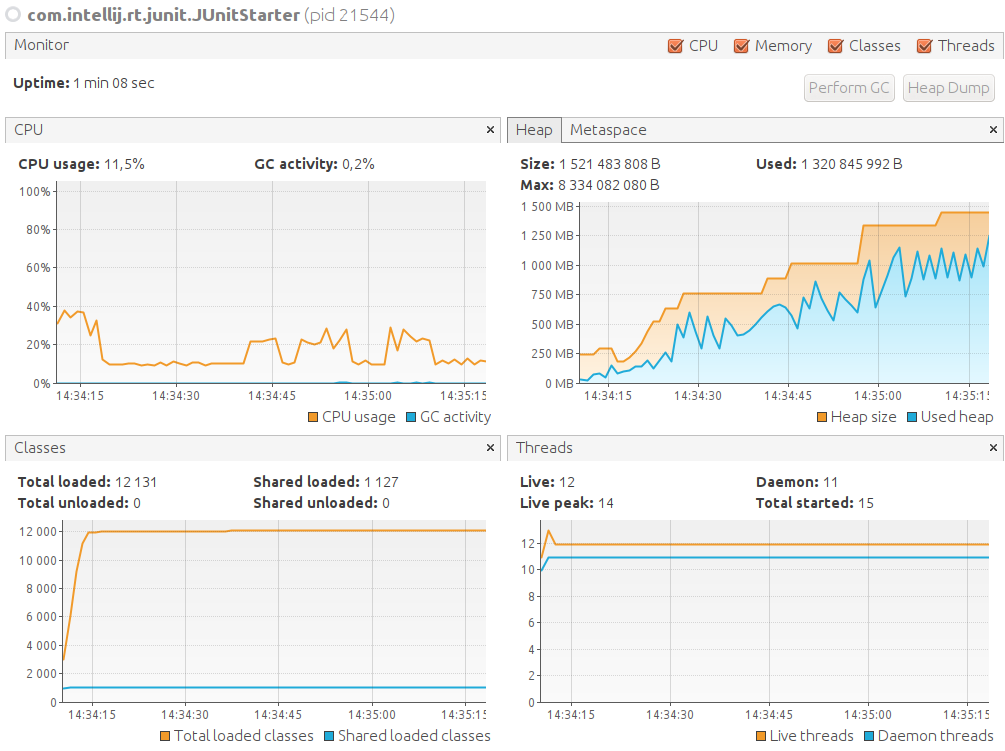 com.intellij.rt.junit.JUnitStarter (pid 21544)
Monitor
CPU Memory Classes Threads
Uptime: 1 min 08 sec
Perform GC Heap Dump
CPU ×
CPU usage: 11,5% GC activity: 0,2%
100%
80%
60%
40%
20%
0%
14:34:15 14:34:30 14:34:45 14:35:00 14:35:15
CPU usage GC activity
Heap Metaspace ×
Size: 1 521 483 808 B Used: 1 320 845 992 B
Max: 8 334 082 080 B
1 500 MB
1 250 MB
1 000 MB
750 MB
500 MB
250 MB
0 MB
14:34:15 14:34:30 14:34:45 14:35:00 14:35:1
Heap size Used heap
Classes ×
Total loaded: 12 131 Shared loaded: 1 127
Total unloaded: 0 Shared unloaded: 0
12 000
10 000
8 000
6 000
4 000
2 000
0
14:34:15 14:34:30 14:34:45 14:35:00 14:35:15
Total loaded classes Shared loaded classes
Threads ×
Live: 12 Daemon: 11
Live peak: 14 Total started: 15
12
10
8
6
4
2
0
14:34:15 14:34:30 14:34:45 14:35:00 14:35:15
Live threads Daemon threads